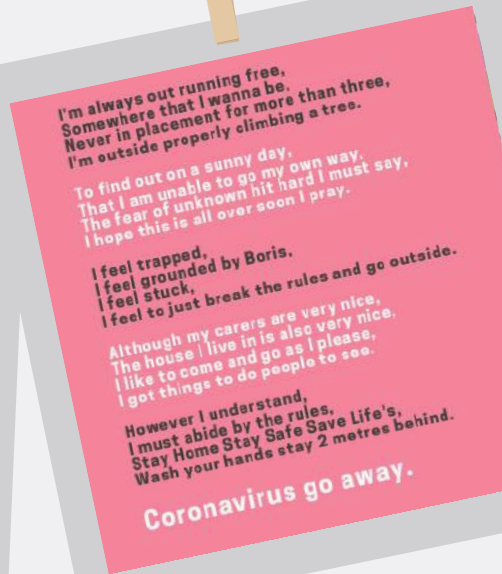 I'm always out running free,
Somewhere that I wanna be.
Never in placement for more than three,
I'm outside properly climbing a tree.
To find out on a sunny day,
That I am unable to go my own way.
The fear of unknown hit hard I must say,
I hope this is all over soon I pray.
I feel trapped,
I feel grounded by Boris,
I feel stuck,
I feel to just break the rules and go outside.
Although my carers are very nice,
The house i live in is also very nice.
I like to come and go as I please,
I got things to do people to see.
However I understand,
I must abide by the rules,
Stay Home Stay Safe Save Life's,
Wash your hands stay 2 metres behind.
Coronavirus go away.